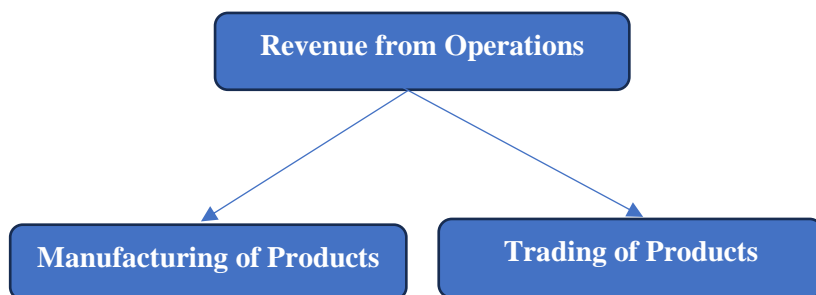 Revenue from Operations
Manufacturing of Products
Trading of Products